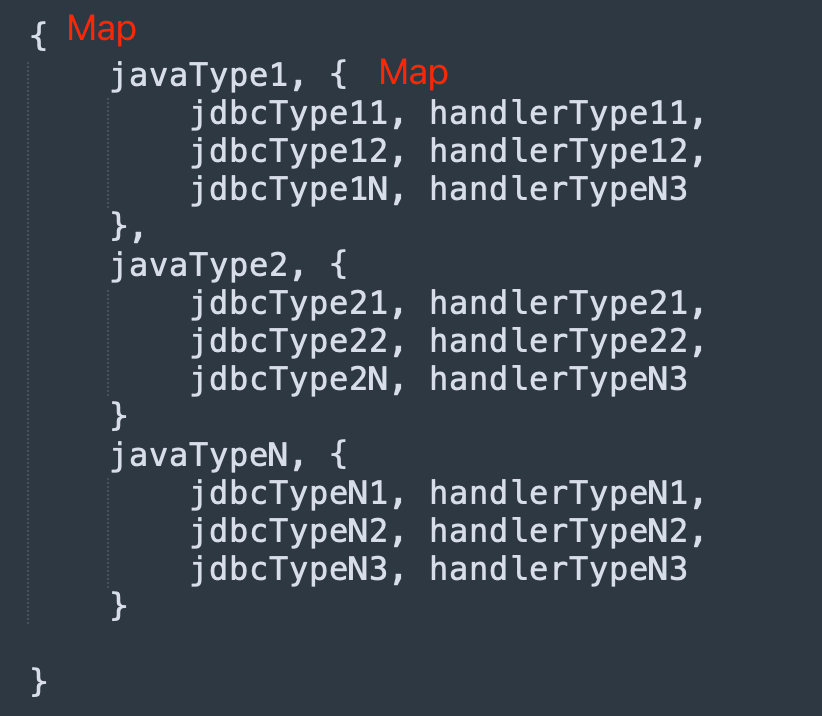 { Map
javaType1, { Map
jdbcType11, handlerType11,
jdbcType12, handlerType12,
jdbcType1N, handlerTypeN3
},
javaType2, {
jdbcType21, handlerType21,
jdbcType22, handlerType22,
jdbcType2N, handlerTypeN3
}
javaTypeN, {
jdbcTypeN1, handlerTypeN1,
jdbcTypeN2, handlerTypeN2,
jdbcTypeN3, handlerTypeN3
}
}